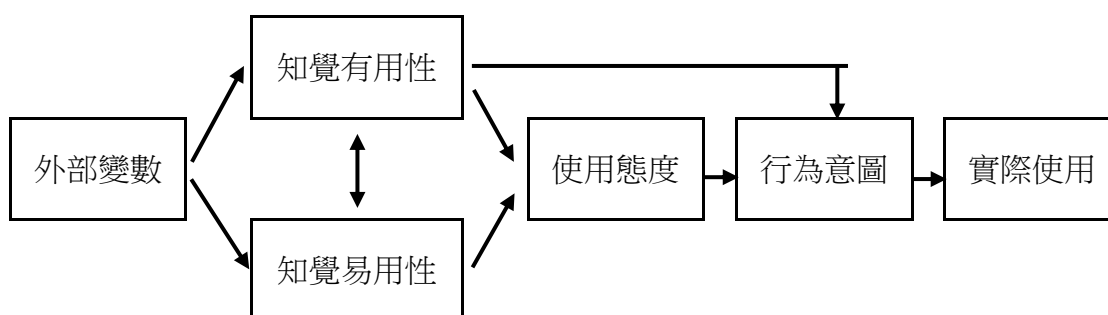 知覺有用性
外部變數
使用態度
行為意圖
實際使用
知覺易用性